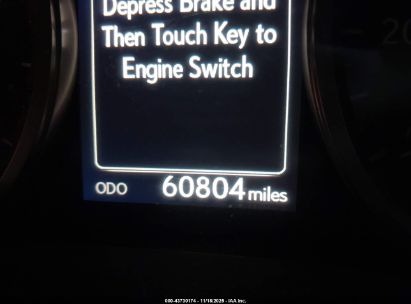 Depress Brake and
Then Touch Key to
Engine Switch
ODO 60804 miles